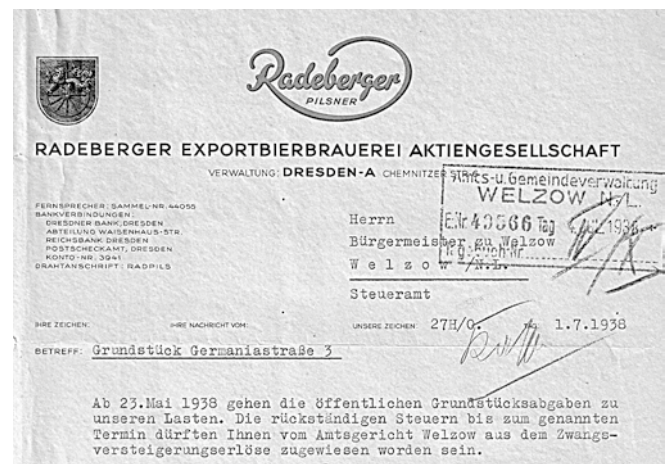 Radeberger
PILSNER
RADEBERGER EXPORTBIERBRAUEREI AKTIENGESELLSCHAFT
VERWALTUNG: DRESDEN-A CHEMNITZER STR.
Amts-u. Gemeindeverwaltung
WELZOW N.-L.
E. Nr. 40566 Tag 1938
FERNSPRECHER: SAMMEL-NR. 44055
BANKVERBINDUNGEN:
DRESDNER BANK, DRESDEN
ABTEILUNG WAISENHAUS-STR.
REICHSBANK DRESDEN
POSTSCHECKAMT, DRESDEN
KONTO-NR. 3941
DRAHTANSCHRIFT: RADPILS
Herrn
Bürgermeister zu Welzow
Welzow /N.L.
Steueramt
IHRE ZEICHEN: IHRE NACHRICHT VOM: UNSERE ZEICHEN: 27H/O. 1.7.1938
BETREFF: Grundstück Germaniastraße 3
Ab 23.Mai 1938 gehen die öffentlichen Grundstücksabgaben zu
unseren Lasten. Die rückständigen Steuern bis zum genannten
Termin dürften Ihnen vom Amtsgericht Welzow aus dem Zwangs-
versteigerungserlöse zugewiesen worden sein.